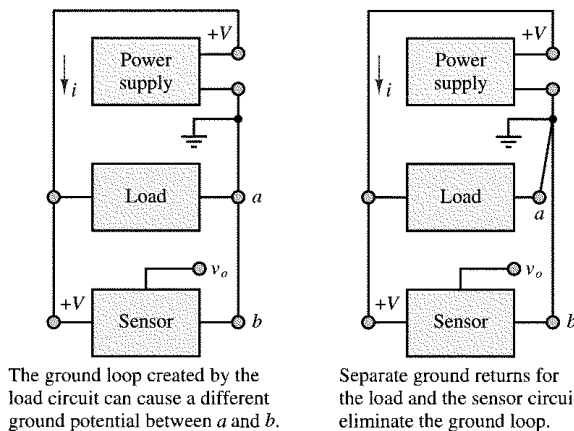 +V
Power
supply
i
Load
a
v_o
+V
Sensor
b
The ground loop created by the
load circuit can cause a different
ground potential between a and b.
+V
Power
supply
i
Load
a
v_o
+V
Sensor
b
Separate ground returns for
the load and the sensor circui
eliminate the ground loop.